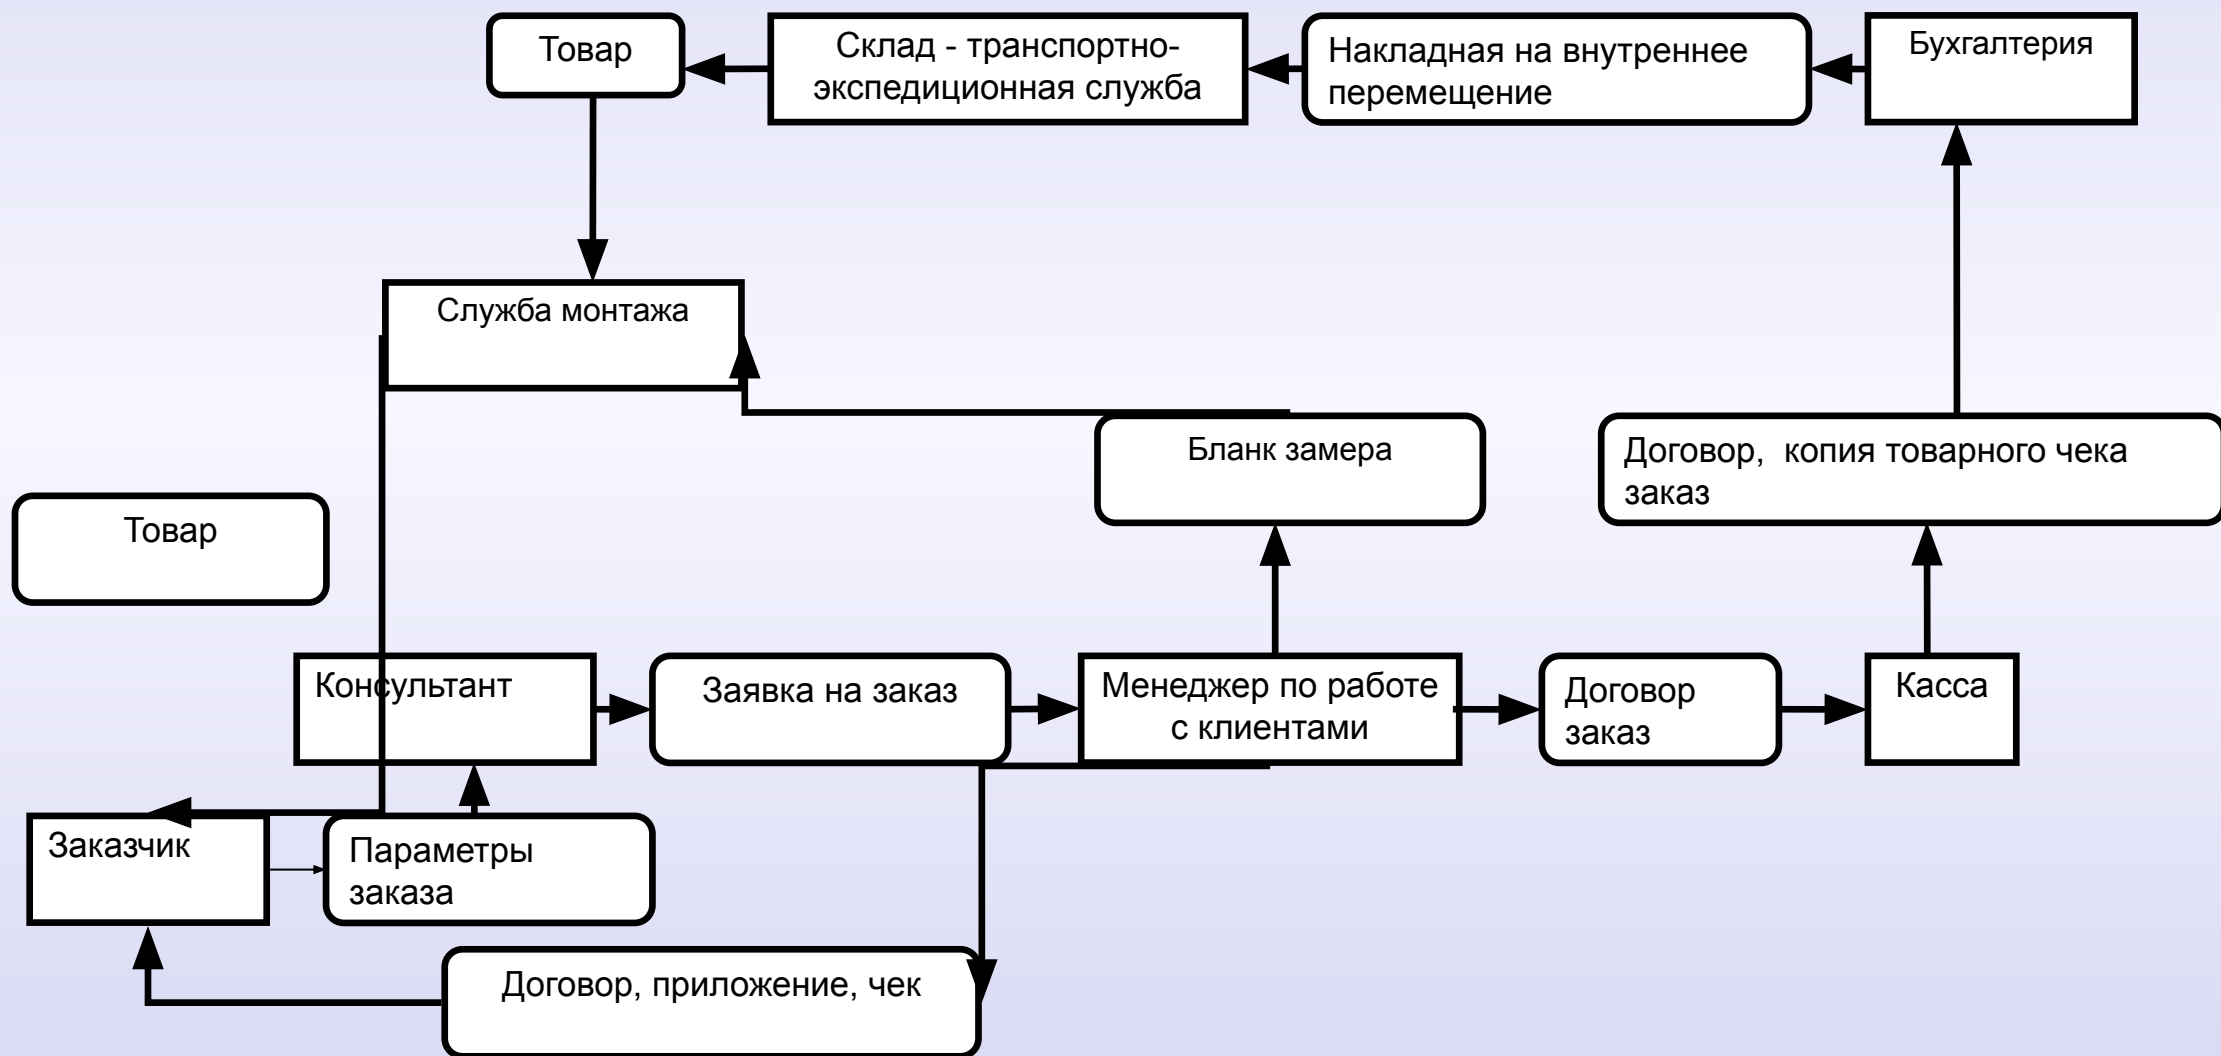 Товар
Склад - транспортно-
экспедиционная служба
Накладная на внутреннее
перемещение
Бухгалтерия
Служба монтажа
Бланк замера
Договор,  копия товарного чека
заказ
Товар
Консультант
Заявка на заказ
Менеджер по работе
с клиентами
Договор
заказ
Касса
Заказчик
Параметры
заказа
Договор, приложение, чек